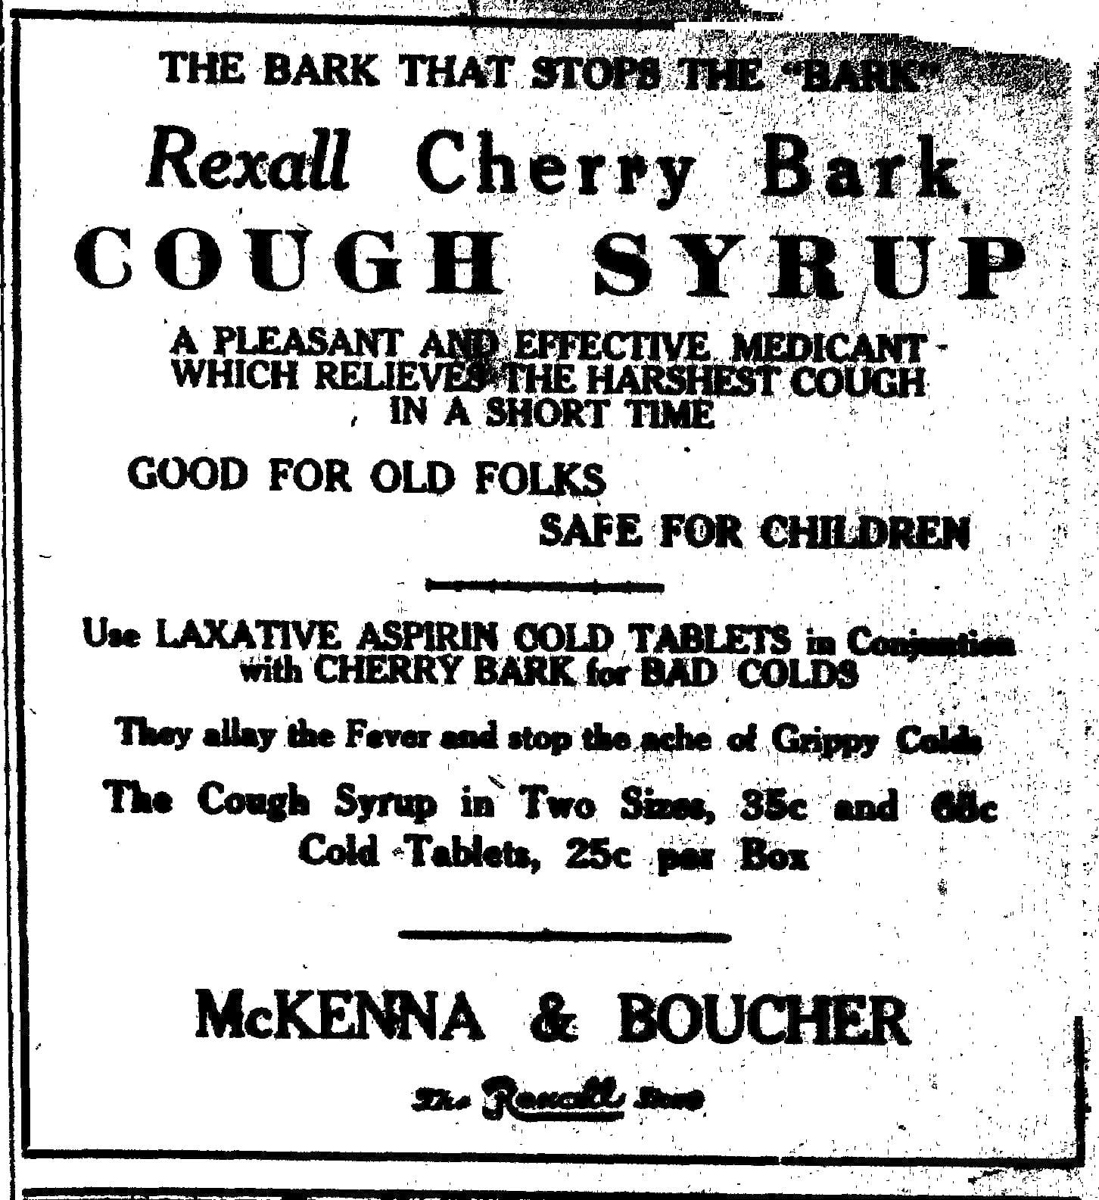 THE BARK THAT STOPS THE "BARK"
Rexall Cherry Bark
COUGH SYRUP
A PLEASANT AND EFFECTIVE MEDICANT
WHICH RELIEVES THE HARSHEST COUGH
IN A SHORT TIME
GOOD FOR OLD FOLKS
SAFE FOR CHILDREN
Use LAXATIVE ASPIRIN COLD TABLETS in Conjuntion
with CHERRY BARK for BAD COLDS
They allay the Fever and stop the ache of Grippy Colds
The Cough Syrup in Two Sizes, 35c and
Cold Tablets, 25c per Box
McKENNA & BOUCHER
The Rexall Store